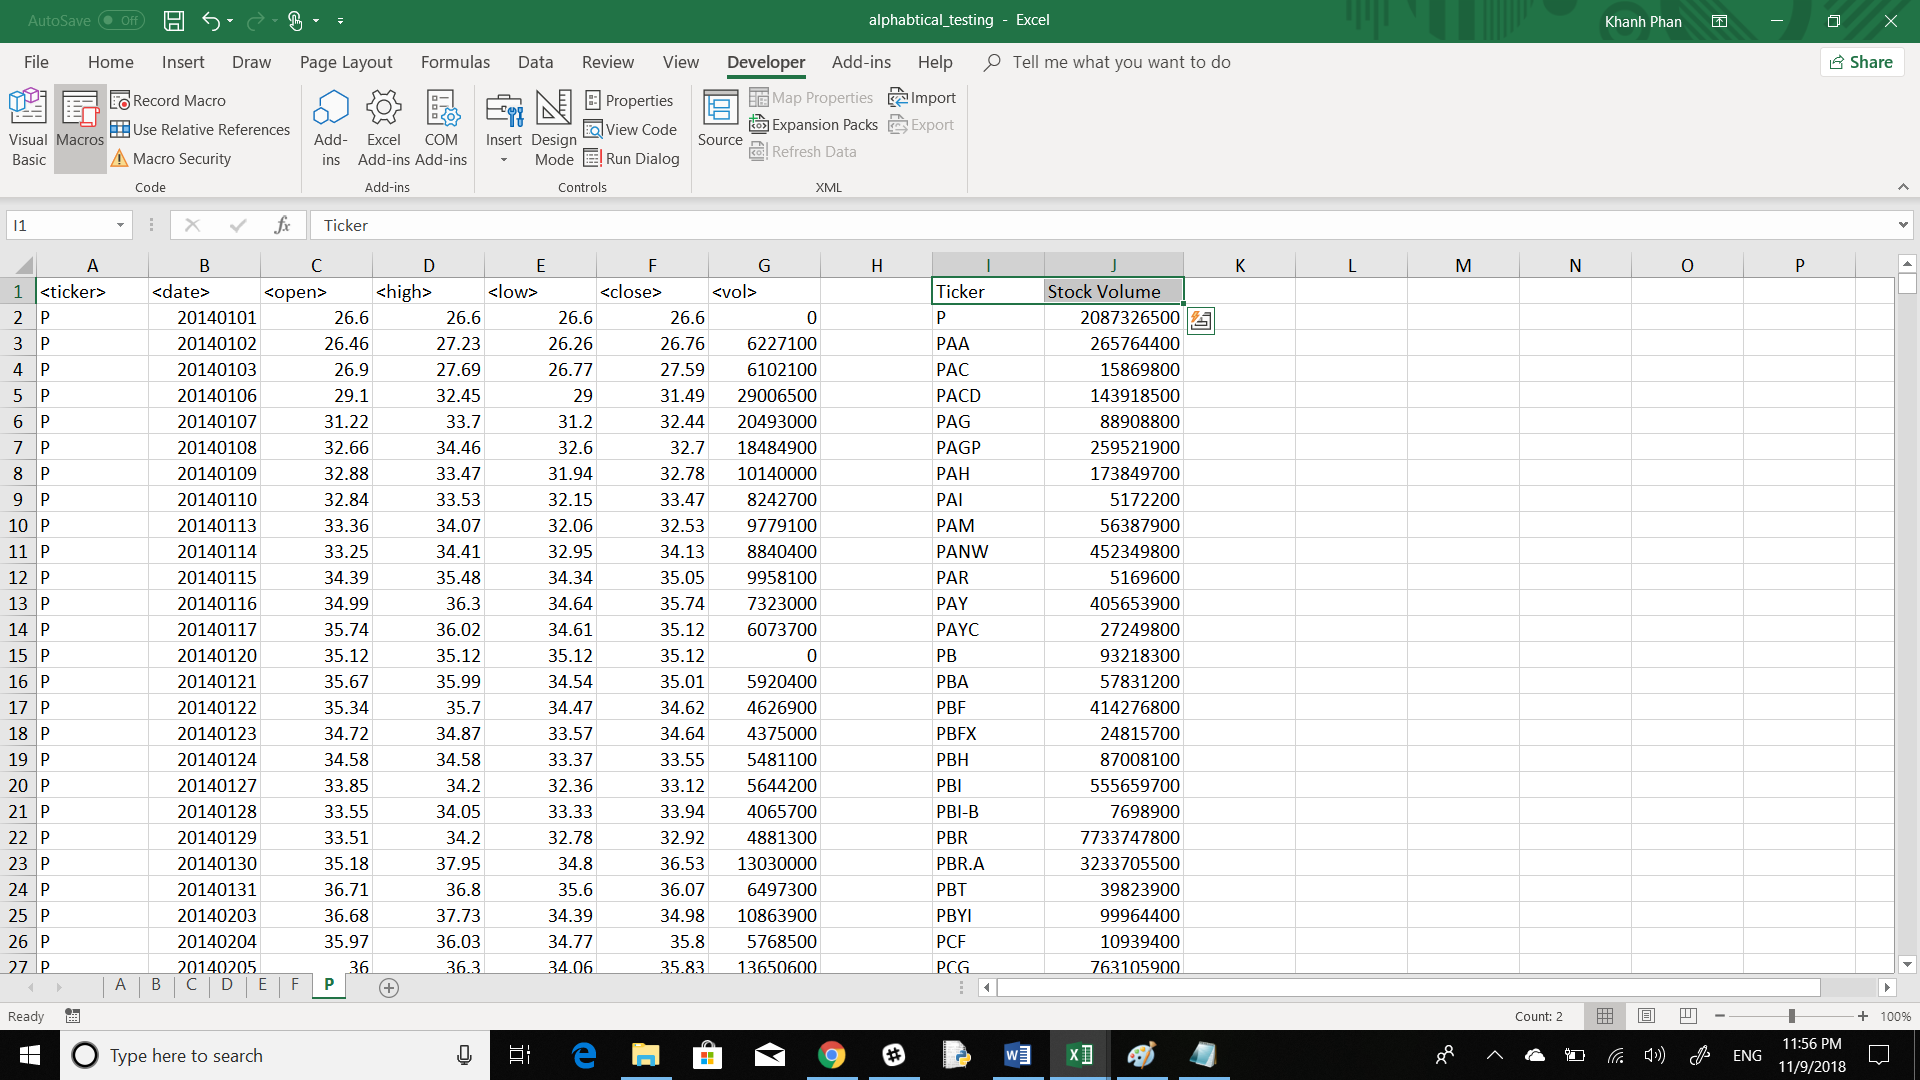 AutoSave Off
alphabtical_testing - Excel
Khanh Phan
File Home Insert Draw Page Layout Formulas Data Review View Developer Add-ins Help Tell me what you want to do Share
Visual Basic
Macros
Record Macro
Use Relative References
Macro Security
Code
Add-ins
Excel Add-ins
COM Add-ins
Add-ins
Insert
Design Mode
Properties
View Code
Run Dialog
Controls
Source
Map Properties
Expansion Packs
Refresh Data
Import
Export
XML
I1 fx Ticker
A B C D E F G H I J K L M N O P
1 <ticker> <date> <open> <high> <low> <close> <vol> Ticker Stock Volume
2 P 20140101 26.6 26.6 26.6 26.6 0 P 2087326500
3 P 20140102 26.46 27.23 26.26 26.76 6227100 PAA 265764400
4 P 20140103 26.9 27.69 26.77 27.59 6102100 PAC 15869800
5 P 20140106 29.1 32.45 29 31.49 29006500 PACD 143918500
6 P 20140107 31.22 33.7 31.2 32.44 20493000 PAG 88908800
7 P 20140108 32.66 34.46 32.6 32.7 18484900 PAGP 259521900
8 P 20140109 32.88 33.47 31.94 32.78 10140000 PAH 173849700
9 P 20140110 32.84 33.53 32.15 33.47 8242700 PAI 5172200
10 P 20140113 33.36 34.07 32.06 32.53 9779100 PAM 56387900
11 P 20140114 33.25 34.41 32.95 34.13 8840400 PANW 452349800
12 P 20140115 34.39 35.48 34.34 35.05 9958100 PAR 5169600
13 P 20140116 34.99 36.3 34.64 35.74 7323000 PAY 405653900
14 P 20140117 35.74 36.02 34.61 35.12 6073700 PAYC 27249800
15 P 20140120 35.12 35.12 35.12 35.12 0 PB 93218300
16 P 20140121 35.67 35.99 34.54 35.01 5920400 PBA 57831200
17 P 20140122 35.34 35.7 34.47 34.62 4626900 PBF 414276800
18 P 20140123 34.72 34.87 33.57 34.64 4375000 PBFX 24815700
19 P 20140124 34.58 34.58 33.37 33.55 5481100 PBH 87008100
20 P 20140127 33.85 34.2 32.36 33.12 5644200 PBI 555659700
21 P 20140128 33.55 34.05 33.33 33.94 4065700 PBI-B 7698900
22 P 20140129 33.51 34.2 32.78 32.92 4881300 PBR 7733747800
23 P 20140130 35.18 37.95 34.8 36.53 13030000 PBR.A 3233705500
24 P 20140131 36.71 36.8 35.6 36.07 6497300 PBT 39823900
25 P 20140203 36.68 37.73 34.39 34.98 10863900 PBYI 99964400
26 P 20140204 35.97 36.03 34.77 35.8 5768500 PCF 10939400
27 P 20140205 36 36.3 34.06 35.83 13650600 PCG 763105900
A B C D E F P
Ready Count: 2 100%
Type here to search
ENG
11:56 PM
11/9/2018